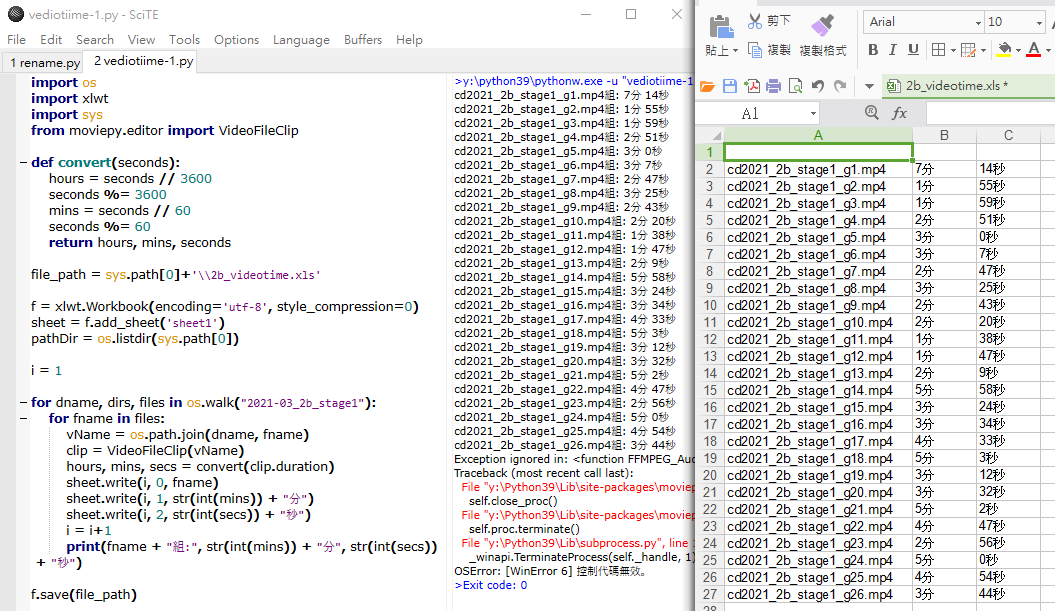 vediotiime-1.py - SciTE
File Edit Search View Tools Options Language Buffers Help
1 rename.py 2 vediotiime-1.py
import os
import xlwt
import sys
from moviepy.editor import VideoFileClip
def convert(seconds):
hours = seconds // 3600
seconds %= 3600
mins = seconds // 60
seconds %= 60
return hours, mins, seconds
file_path = sys.path[0]+'\\2b_videotime.xls'
f = xlwt.Workbook(encoding='utf-8', style_compression=0)
sheet = f.add_sheet('sheet1')
pathDir = os.listdir(sys.path[0])
i = 1
for dname, dirs, files in os.walk("2021-03_2b_stage1"):
for fname in files:
vName = os.path.join(dname, fname)
clip = VideoFileClip(vName)
hours, mins, secs = convert(clip.duration)
sheet.write(i, 0, fname)
sheet.write(i, 1, str(int(mins)) + "分")
sheet.write(i, 2, str(int(secs)) + "秒")
i = i+1
print(fname + "組:", str(int(mins)) + "分", str(int(secs))
+ "秒")
f.save(file_path)
>y:\python39\pythonw.exe -u "vediotiime-1
cd2021_2b_stage1_g1.mp4組: 7分 14秒
cd2021_2b_stage1_g2.mp4組: 1分 55秒
cd2021_2b_stage1_g3.mp4組: 1分 59秒
cd2021_2b_stage1_g4.mp4組: 2分 51秒
cd2021_2b_stage1_g5.mp4組: 3分 0秒
cd2021_2b_stage1_g6.mp4組: 3分 7秒
cd2021_2b_stage1_g7.mp4組: 2分 47秒
cd2021_2b_stage1_g8.mp4組: 3分 25秒
cd2021_2b_stage1_g9.mp4組: 2分 43秒
cd2021_2b_stage1_g10.mp4組: 2分 20秒
cd2021_2b_stage1_g11.mp4組: 1分 38秒
cd2021_2b_stage1_g12.mp4組: 1分 47秒
cd2021_2b_stage1_g13.mp4組: 2分 9秒
cd2021_2b_stage1_g14.mp4組: 5分 58秒
cd2021_2b_stage1_g15.mp4組: 3分 24秒
cd2021_2b_stage1_g16.mp4組: 3分 34秒
cd2021_2b_stage1_g17.mp4組: 4分 33秒
cd2021_2b_stage1_g18.mp4組: 5分 3秒
cd2021_2b_stage1_g19.mp4組: 3分 12秒
cd2021_2b_stage1_g20.mp4組: 3分 32秒
cd2021_2b_stage1_g21.mp4組: 5分 2秒
cd2021_2b_stage1_g22.mp4組: 4分 47秒
cd2021_2b_stage1_g23.mp4組: 2分 56秒
cd2021_2b_stage1_g24.mp4組: 5分 0秒
cd2021_2b_stage1_g25.mp4組: 4分 54秒
cd2021_2b_stage1_g26.mp4組: 3分 44秒
Exception ignored in: <function FFMPEG_Au
Traceback (most recent call last):
File "y:\Python39\Lib\site-packages\moviep
self.close_proc()
File "y:\Python39\Lib\site-packages\moviep
self.proc.terminate()
File "y:\Python39\Lib\subprocess.py", line
_winapi.TerminateProcess(self._handle, 1)
OSError: [WinError 6] 控制代碼無效。
>Exit code: 0
貼上 剪下 複製 複製格式
Arial 10
B I U A
2b_videotime.xls *
A1 fx
A B C
1
2 cd2021_2b_stage1_g1.mp4 7分 14秒
3 cd2021_2b_stage1_g2.mp4 1分 55秒
4 cd2021_2b_stage1_g3.mp4 1分 59秒
5 cd2021_2b_stage1_g4.mp4 2分 51秒
6 cd2021_2b_stage1_g5.mp4 3分 0秒
7 cd2021_2b_stage1_g6.mp4 3分 7秒
8 cd2021_2b_stage1_g7.mp4 2分 47秒
9 cd2021_2b_stage1_g8.mp4 3分 25秒
10 cd2021_2b_stage1_g9.mp4 2分 43秒
11 cd2021_2b_stage1_g10.mp4 2分 20秒
12 cd2021_2b_stage1_g11.mp4 1分 38秒
13 cd2021_2b_stage1_g12.mp4 1分 47秒
14 cd2021_2b_stage1_g13.mp4 2分 9秒
15 cd2021_2b_stage1_g14.mp4 5分 58秒
16 cd2021_2b_stage1_g15.mp4 3分 24秒
17 cd2021_2b_stage1_g16.mp4 3分 34秒
18 cd2021_2b_stage1_g17.mp4 4分 33秒
19 cd2021_2b_stage1_g18.mp4 5分 3秒
20 cd2021_2b_stage1_g19.mp4 3分 12秒
21 cd2021_2b_stage1_g20.mp4 3分 32秒
22 cd2021_2b_stage1_g21.mp4 5分 2秒
23 cd2021_2b_stage1_g22.mp4 4分 47秒
24 cd2021_2b_stage1_g23.mp4 2分 56秒
25 cd2021_2b_stage1_g24.mp4 5分 0秒
26 cd2021_2b_stage1_g25.mp4 4分 54秒
27 cd2021_2b_stage1_g26.mp4 3分 44秒